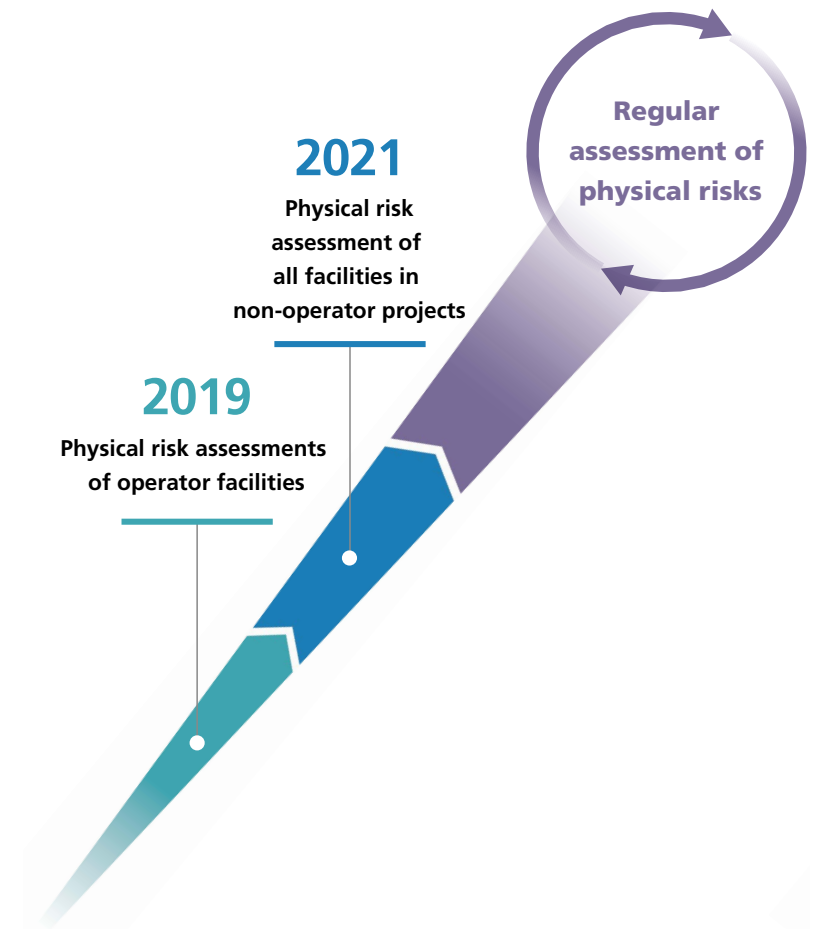 Regular
assessment of
physical risks
2021
Physical risk
assessment of
all facilities in
non-operator projects
2019
Physical risk assessments
of operator facilities